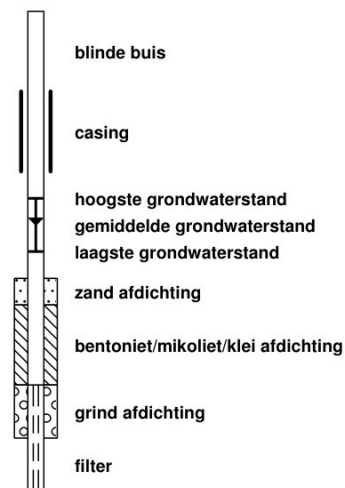 blinde buis
casing
hoogste grondwaterstand
gemiddelde grondwaterstand
laagste grondwaterstand
zand afdichting
bentoniet/mikoliet/klei afdichting
grind afdichting
filter